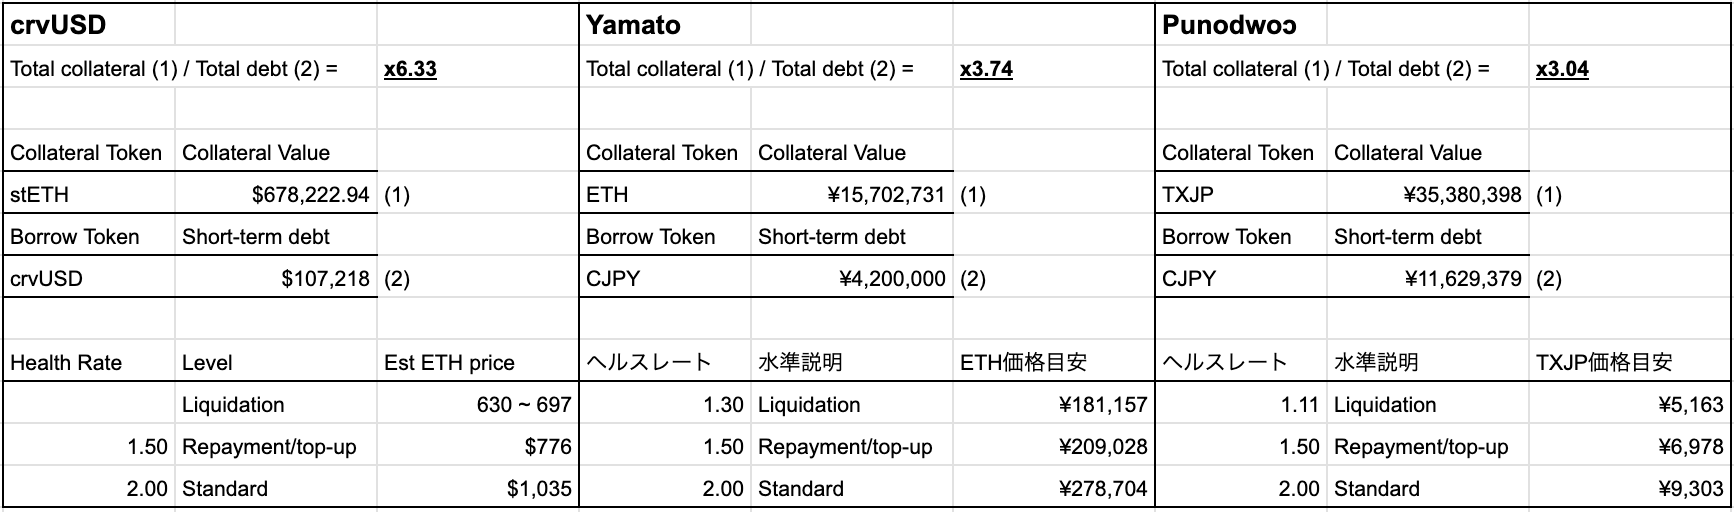 crvUSD
Total collateral (1) / Total debt (2) = x6.33
Collateral Token Collateral Value
stETH $678,222.94 (1)
Borrow Token Short-term debt
crvUSD $107,218 (2)
Health Rate Level Est ETH price
Liquidation 630 ~ 697
1.50 Repayment/top-up $776
2.00 Standard $1,035
Yamato
Total collateral (1) / Total debt (2) = x3.74
Collateral Token Collateral Value
ETH ¥15,702,731 (1)
Borrow Token Short-term debt
CJPY ¥4,200,000 (2)
ヘルスレート 水準説明 ETH価格目安
1.30 Liquidation ¥181,157
1.50 Repayment/top-up ¥209,028
2.00 Standard ¥278,704
Punodwoɔ
Total collateral (1) / Total debt (2) = x3.04
Collateral Token Collateral Value
TXJP ¥35,380,398 (1)
Borrow Token Short-term debt
CJPY ¥11,629,379 (2)
ヘルスレート 水準説明 TXJP価格目安
1.11 Liquidation ¥5,163
1.50 Repayment/top-up ¥6,978
2.00 Standard ¥9,303